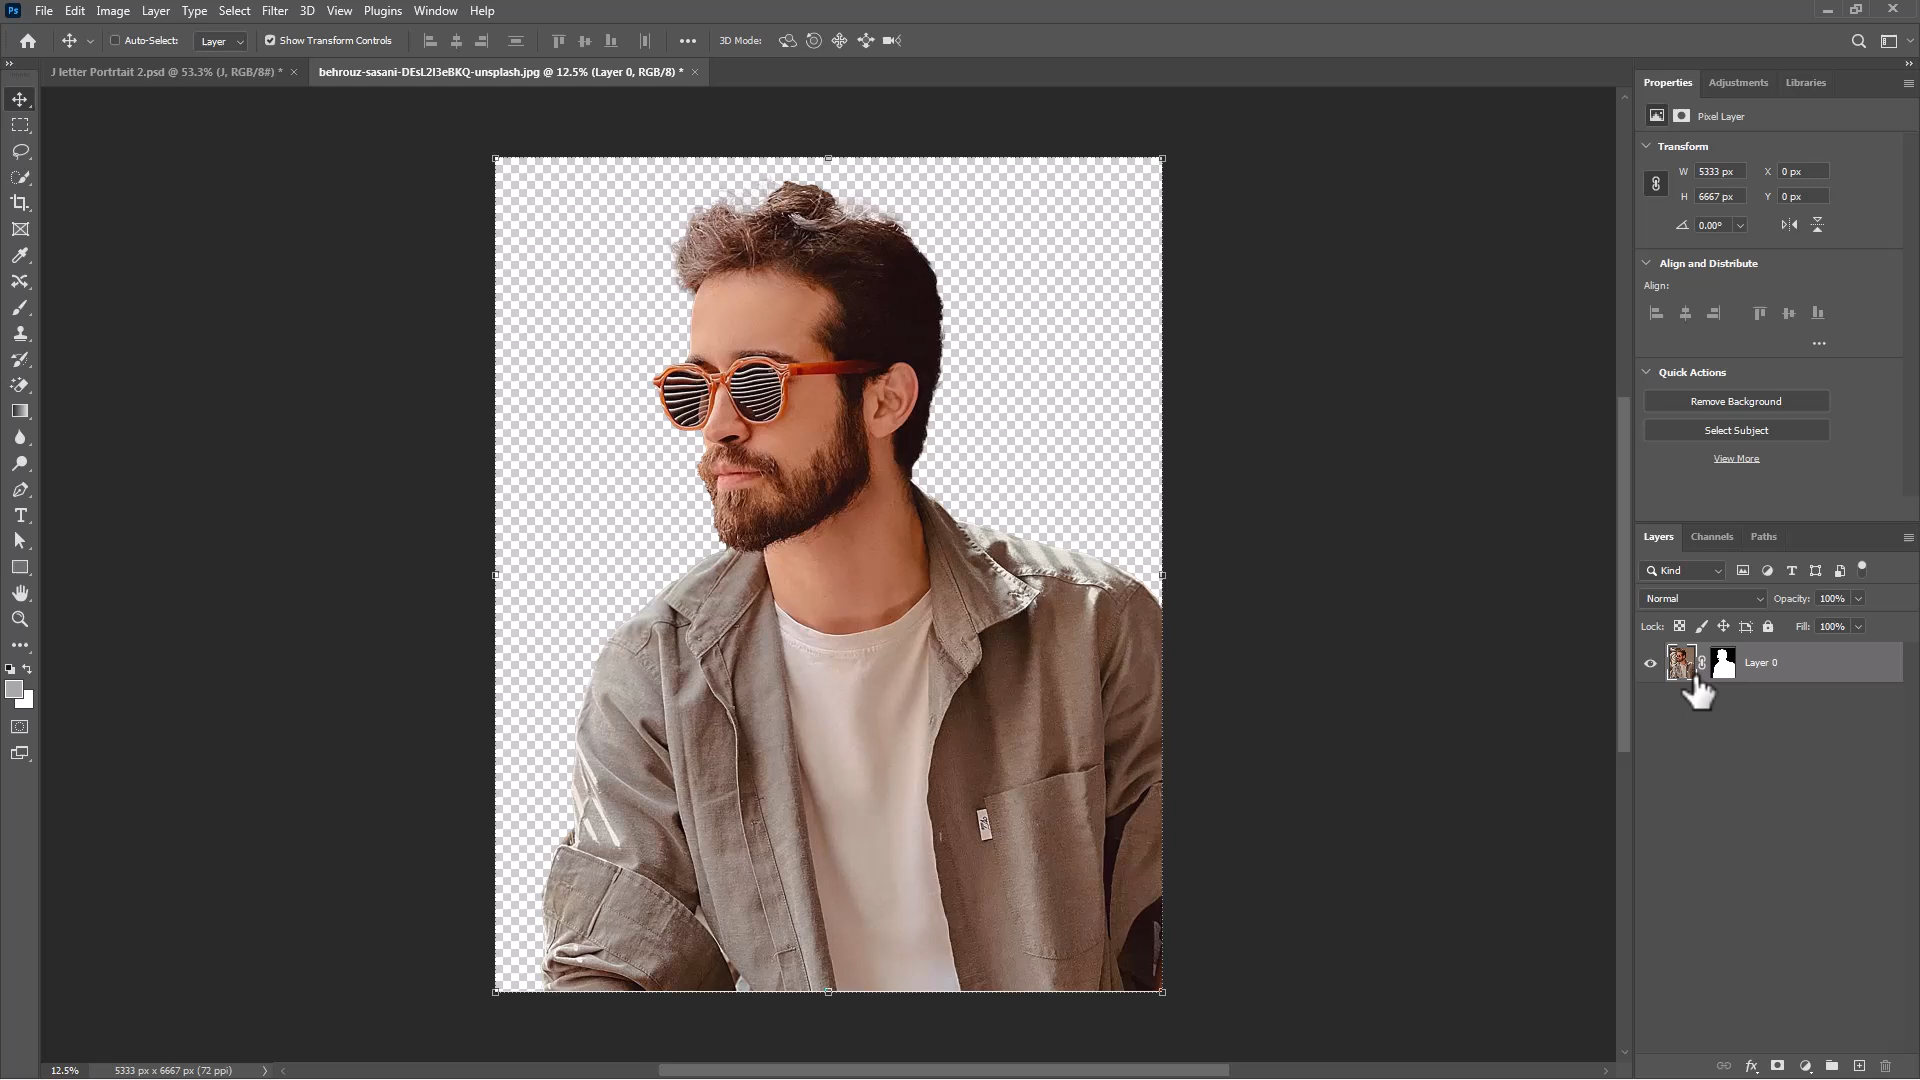 Ps File Edit Image Layer Type Select Filter 3D View Plugins Window Help
Auto-Select: Layer Show Transform Controls 3D Mode:
J letter Portrtait 2.psd @ 53.3% (J, RGB/8#) * behrouz-sasani-DEsL2I3eBKQ-unsplash.jpg @ 12.5% (Layer 0, RGB/8) *
Properties Adjustments Libraries
Pixel Layer
Transform
W 5333 px X 0 px
H 6667 px Y 0 px
0.00°
Align and Distribute
Align:
Quick Actions
Remove Background
Select Subject
View More
Layers Channels Paths
Kind
Normal Opacity: 100%
Lock: Fill: 100%
Layer 0
12.5% 5333 px x 6667 px (72 ppi)